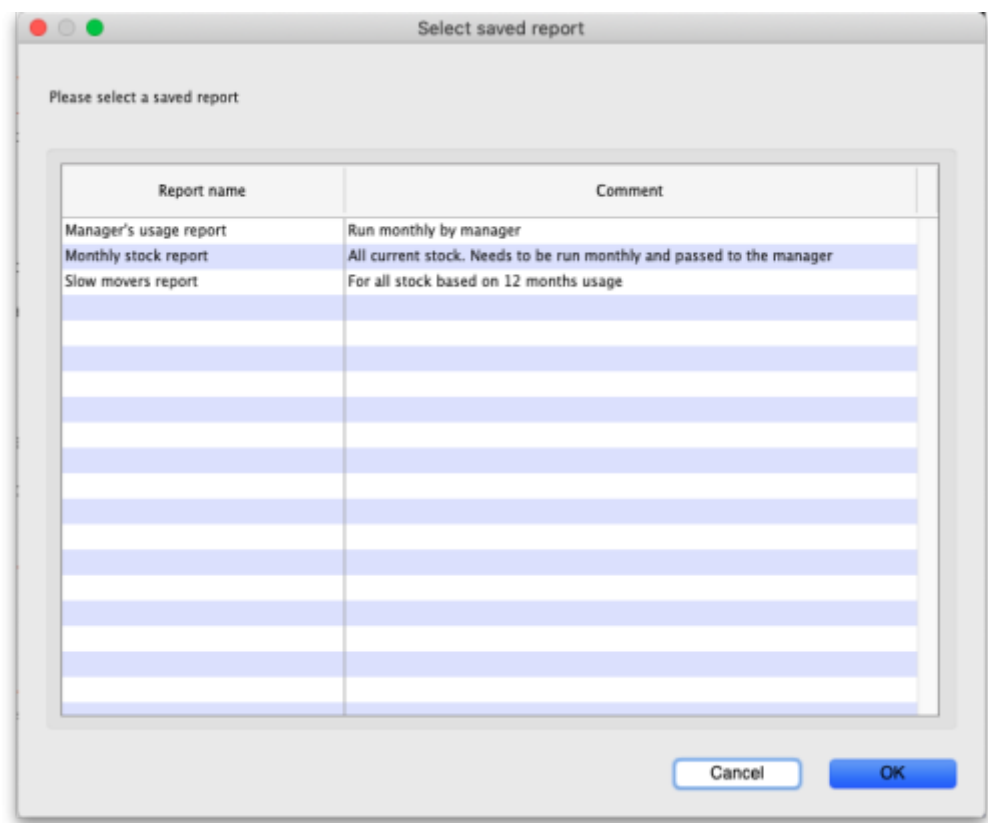 Select saved report
Please select a saved report
Report name Comment
Manager's usage report Run monthly by manager
Monthly stock report All current stock. Needs to be run monthly and passed to the manager
Slow movers report For all stock based on 12 months usage
Cancel OK